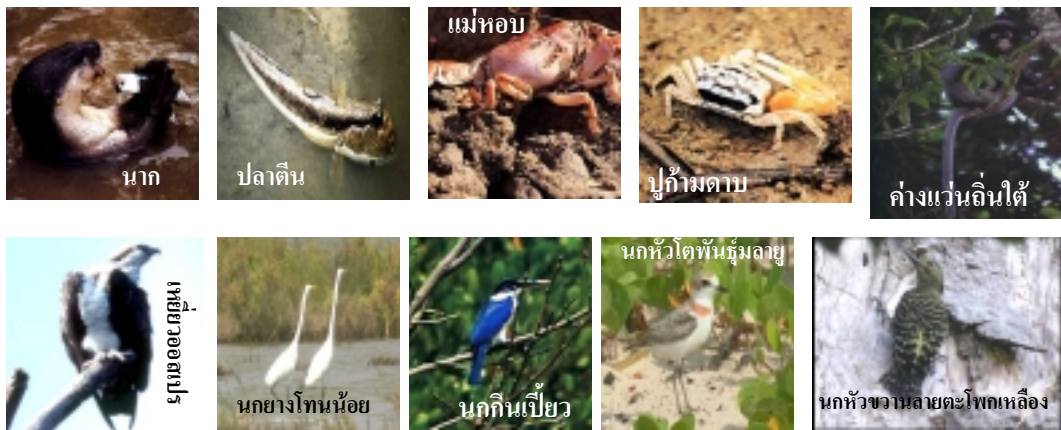 นาก
ปลาตีน
แม่หอบ
ปูก้ามดาบ
ค่างแว่นถิ่นใต้
เหยี่ยวออสเปร
นกยางโทนน้อย
นกกินเปี้ยว
นกหัวโตพันธุ์มลายู
นกหัวขวานลายตะโพกเหลือง